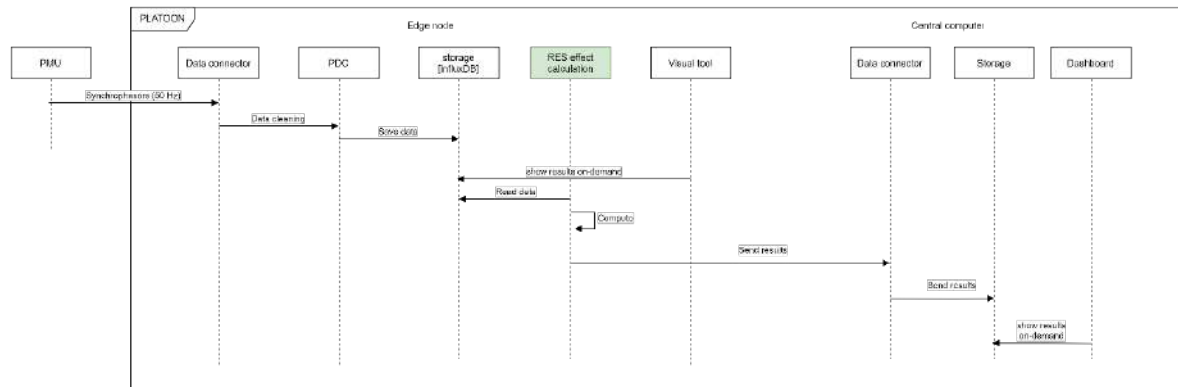 PLATOON
Edge node
Central computer
PMU
Data connector
PDC
storage
[influxDB]
RES effect
calculation
Visual tool
Data connector
Storage
Dashboard
Synchrophasors (50 Hz)
Data cleaning
Save data
show results on-demand
Read data
Compute
Send results
Send results
show results
on-demand